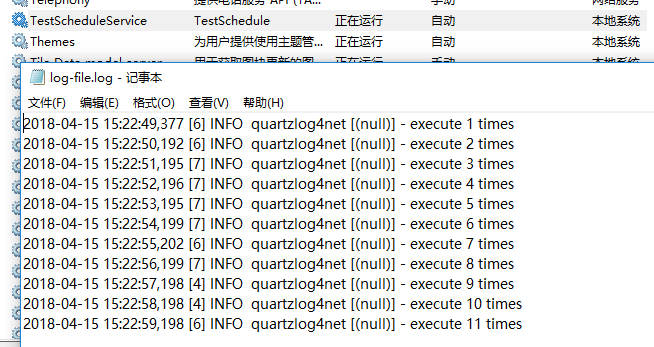 Telephony 提供电话服务 API (TA... 手动 网络服务
TestScheduleService TestSchedule 正在运行 自动 本地系统
Themes 为用户提供使用主题管... 正在运行 自动 本地系统
Tile Data model server 用于获取图块更新的图 正在运行 手动 本地系统
log-file.log - 记事本
文件(F) 编辑(E) 格式(O) 查看(V) 帮助(H)
2018-04-15 15:22:49,377 [6] INFO quartzlog4net [(null)] - execute 1 times
2018-04-15 15:22:50,192 [6] INFO quartzlog4net [(null)] - execute 2 times
2018-04-15 15:22:51,195 [7] INFO quartzlog4net [(null)] - execute 3 times
2018-04-15 15:22:52,196 [6] INFO quartzlog4net [(null)] - execute 4 times
2018-04-15 15:22:53,195 [7] INFO quartzlog4net [(null)] - execute 5 times
2018-04-15 15:22:54,199 [7] INFO quartzlog4net [(null)] - execute 6 times
2018-04-15 15:22:55,202 [6] INFO quartzlog4net [(null)] - execute 7 times
2018-04-15 15:22:56,199 [7] INFO quartzlog4net [(null)] - execute 8 times
2018-04-15 15:22:57,198 [4] INFO quartzlog4net [(null)] - execute 9 times
2018-04-15 15:22:58,198 [4] INFO quartzlog4net [(null)] - execute 10 times
2018-04-15 15:22:59,198 [6] INFO quartzlog4net [(null)] - execute 11 times